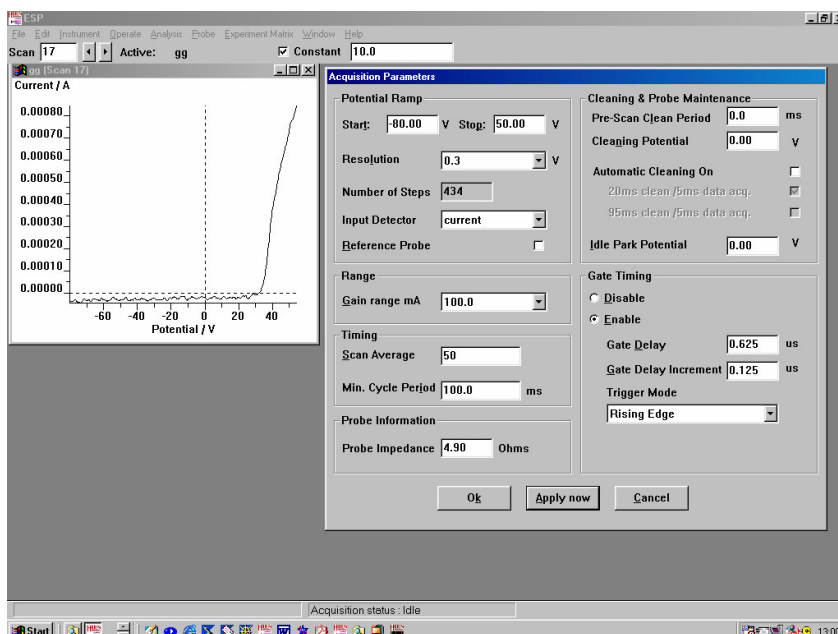 ESP
File Edit Instrument Operate Analysis Probe Experiment Matrix Window Help
Scan 17 Active: gg Constant 10.0
gg (Scan 17)
Current / A
0.00080
0.00070
0.00060
0.00050
0.00040
0.00030
0.00020
0.00010
0.00000
-60 -40 -20 0 20 40
Potential / V
Acquisition Parameters
Potential Ramp
Start: -80.00 V Stop: 50.00 V
Resolution 0.3 V
Number of Steps 434
Input Detector current
Reference Probe
Range
Gain range mA 100.0
Timing
Scan Average 50
Min. Cycle Period 100.0 ms
Probe Information
Probe Impedance 4.90 Ohms
Cleaning & Probe Maintenance
Pre-Scan Clean Period 0.0 ms
Cleaning Potential 0.00 V
Automatic Cleaning On
20ms clean /5ms data acq.
95ms clean /5ms data acq.
Idle Park Potential 0.00 V
Gate Timing
Disable
Enable
Gate Delay 0.625 us
Gate Delay Increment 0.125 us
Trigger Mode
Rising Edge
Ok Apply now Cancel
Acquisition status : Idle
Start 13:00